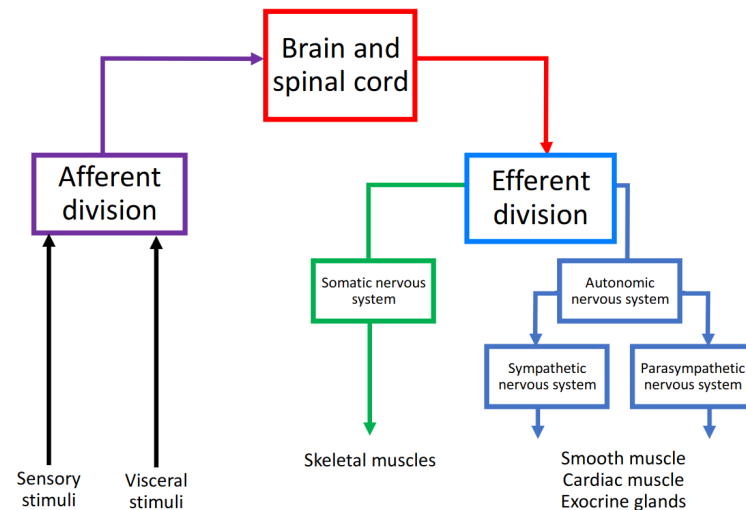 Brain and
spinal cord
Afferent
division
Efferent
division
Somatic nervous
system
Autonomic
nervous system
Sympathetic
nervous system
Parasympathetic
nervous system
Sensory
stimuli
Visceral
stimuli
Skeletal muscles
Smooth muscle
Cardiac muscle
Exocrine glands